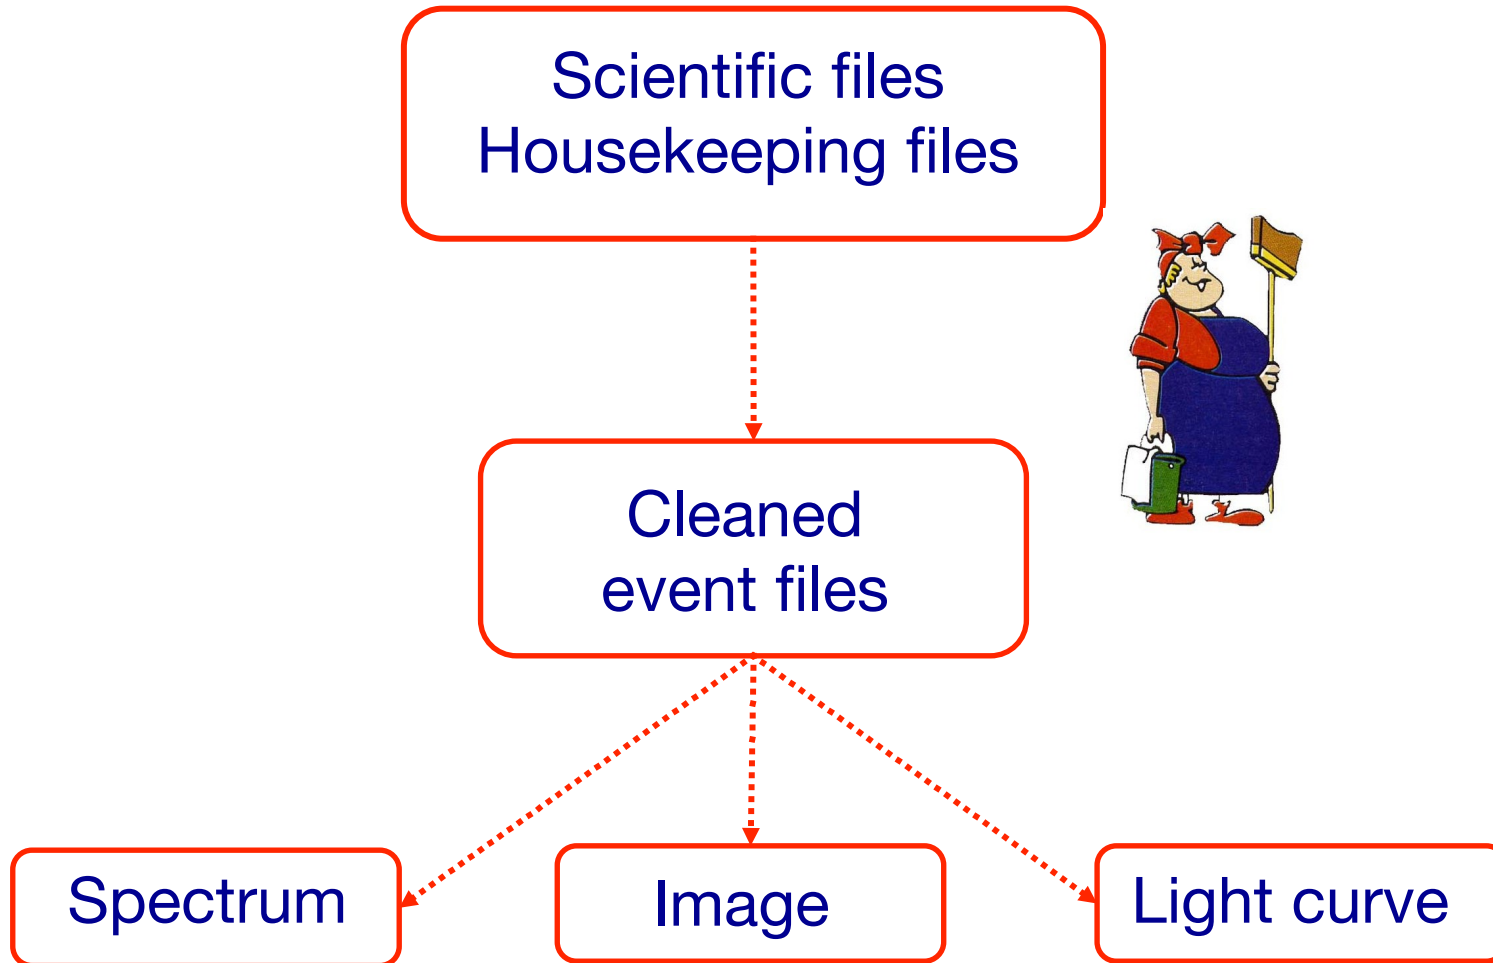 Scientific files
Housekeeping files
Cleaned
event files
Spectrum
Image
Light curve